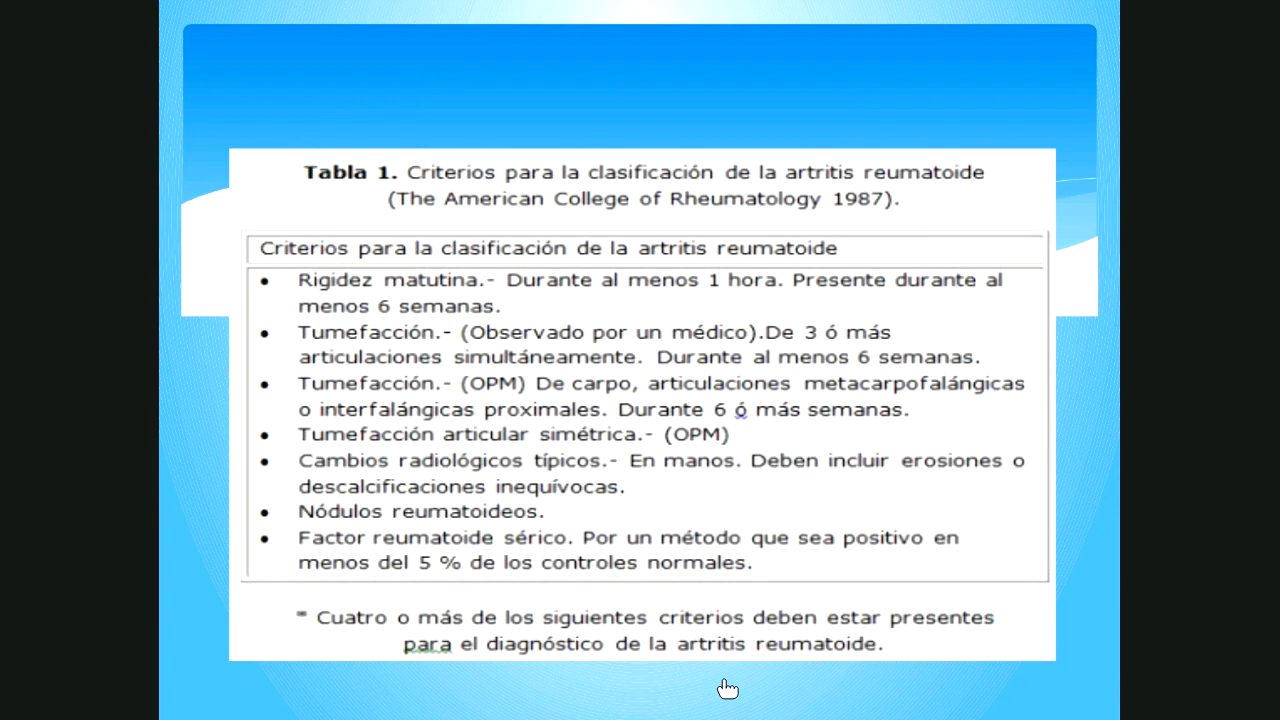 Tabla 1. Criterios para la clasificación de la artritis reumatoide
(The American College of Rheumatology 1987).
Criterios para la clasificación de la artritis reumatoide
• Rigidez matutina.- Durante al menos 1 hora. Presente durante al
menos 6 semanas.
• Tumefacción.- (Observado por un médico).De 3 ó más
articulaciones simultáneamente. Durante al menos 6 semanas.
• Tumefacción.- (OPM) De carpo, articulaciones metacarpofalángicas
o interfalángicas proximales. Durante 6 ó más semanas.
• Tumefacción articular simétrica.- (OPM)
• Cambios radiológicos típicos.- En manos. Deben incluir erosiones o
descalcificaciones inequívocas.
• Nódulos reumatoideos.
• Factor reumatoide sérico. Por un método que sea positivo en
menos del 5 % de los controles normales.
* Cuatro o más de los siguientes criterios deben estar presentes
para el diagnóstico de la artritis reumatoide.